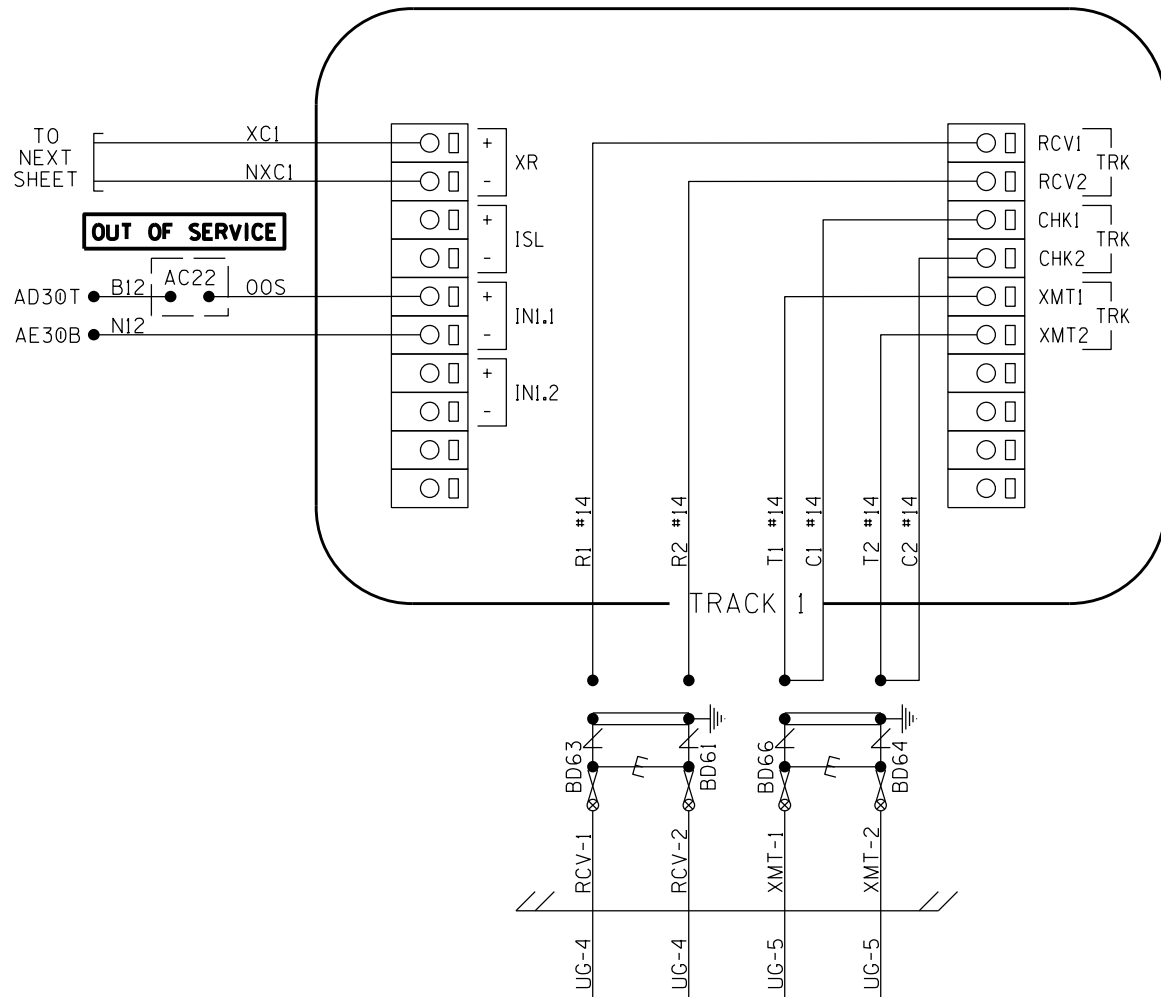 TO
NEXT
SHEET
XC1
NXC1
OUT OF SERVICE
AD30T
B12
AC22
OOS
AE30B
N12
+
-
XR
+
-
ISL
+
-
IN1.1
+
-
IN1.2
RCV1
RCV2
TRK
CHK1
CHK2
TRK
XMT1
XMT2
TRK
R1 #14
R2 #14
T1 #14
C1 #14
T2 #14
C2 #14
TRACK 1
BD63
BD61
BD66
BD64
RCV-1
RCV-2
XMT-1
XMT-2
UG-4
UG-4
UG-5
UG-5